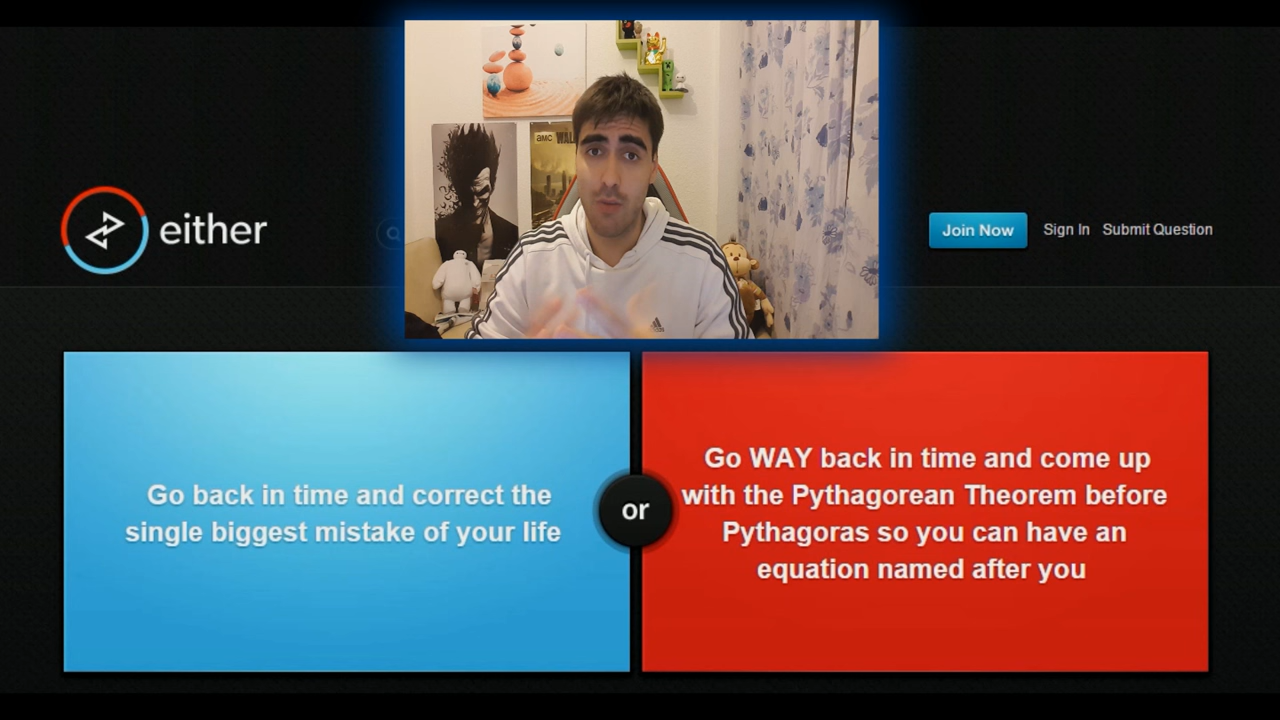 AMC WAL
either
Join Now
Sign In
Submit Question
Go back in time and correct the
single biggest mistake of your life
or
Go WAY back in time and come up
with the Pythagorean Theorem before
Pythagoras so you can have an
equation named after you